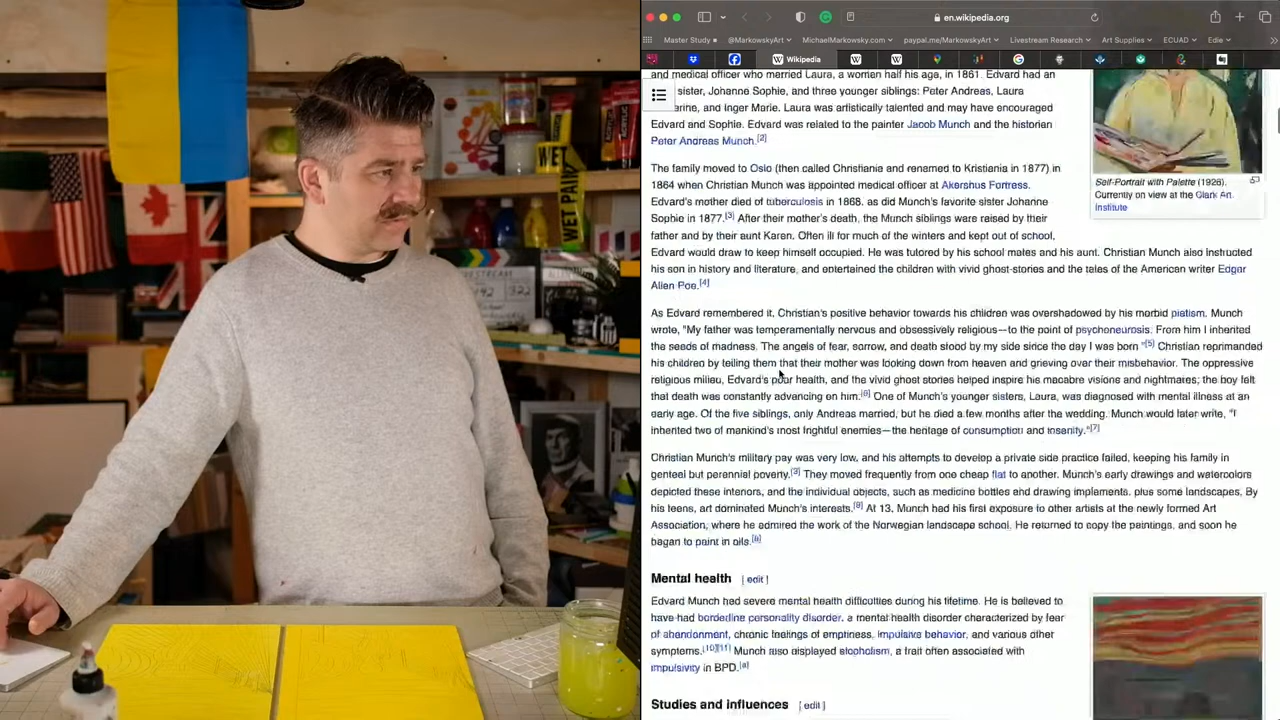 en.wikipedia.org
Master Study
@MarkowskyArt
MichaelMarkowsky.com
paypal.me/MarkowskyArt
Livestream Research
Art Supplies
ECUAD
Edie
Wikipedia
and medical officer who married Laura, a woman half his age, in 1861. Edvard had an
sister, Johanne Sophie, and three younger siblings: Peter Andreas, Laura
erine, and Inger Marie. Laura was artistically talented and may have encouraged
Edvard and Sophie. Edvard was related to the painter Jacob Munch and the historian
Peter Andreas Munch.[2]
The family moved to Oslo (then called Christiania and renamed to Kristiania in 1877) in
1864 when Christian Munch was appointed medical officer at Akershus Fortress.
Edvard's mother died of tuberculosis in 1868, as did Munch's favorite sister Johanne
Sophie in 1877.[3] After their mother's death, the Munch siblings were raised by their
father and by their aunt Karen. Often ill for much of the winters and kept out of school,
Edvard would draw to keep himself occupied. He was tutored by his school mates and his aunt. Christian Munch also instructed
his son in history and literature, and entertained the children with vivid ghost-stories and the tales of the American writer Edgar
Allen Poe.[4]
As Edvard remembered it, Christian's positive behavior towards his children was overshadowed by his morbid pietism. Munch
wrote, "My father was temperamentally nervous and obsessively religious—to the point of psychoneurosis. From him I inherited
the seeds of madness. The angels of fear, sorrow, and death stood by my side since the day I was born."[5] Christian reprimanded
his children by telling them that their mother was looking down from heaven and grieving over their misbehavior. The oppressive
religious milieu, Edvard's poor health, and the vivid ghost stories helped inspire his macabre visions and nightmares; the boy felt
that death was constantly advancing on him.[6] One of Munch's younger sisters, Laura, was diagnosed with mental illness at an
early age. Of the five siblings, only Andreas married, but he died a few months after the wedding. Munch would later write, "I
inherited two of mankind's most frightful enemies—the heritage of consumption and insanity."[7]
Christian Munch's military pay was very low, and his attempts to develop a private side practice failed, keeping his family in
genteel but perennial poverty.[3] They moved frequently from one cheap flat to another. Munch's early drawings and watercolors
depicted these interiors, and the individual objects, such as medicine bottles and drawing implements, plus some landscapes. By
his teens, art dominated Munch's interests.[8] At 13, Munch had his first exposure to other artists at the newly formed Art
Association, where he admired the work of the Norwegian landscape school. He returned to copy the paintings, and soon he
began to paint in oils.[9]
Self-Portrait with Palette (1926).
Currently on view at the Clark Art
Institute
Mental health [ edit ]
Edvard Munch had severe mental health difficulties during his lifetime. He is believed to
have had borderline personality disorder, a mental health disorder characterized by fear
of abandonment, chronic feelings of emptiness, impulsive behavior, and various other
symptoms.[10][11] Munch also displayed alcoholism, a trait often associated with
impulsivity in BPD.[a]
Studies and influences [ edit ]
WET
WET PAINT
ACRYLIC
ACRYLIC